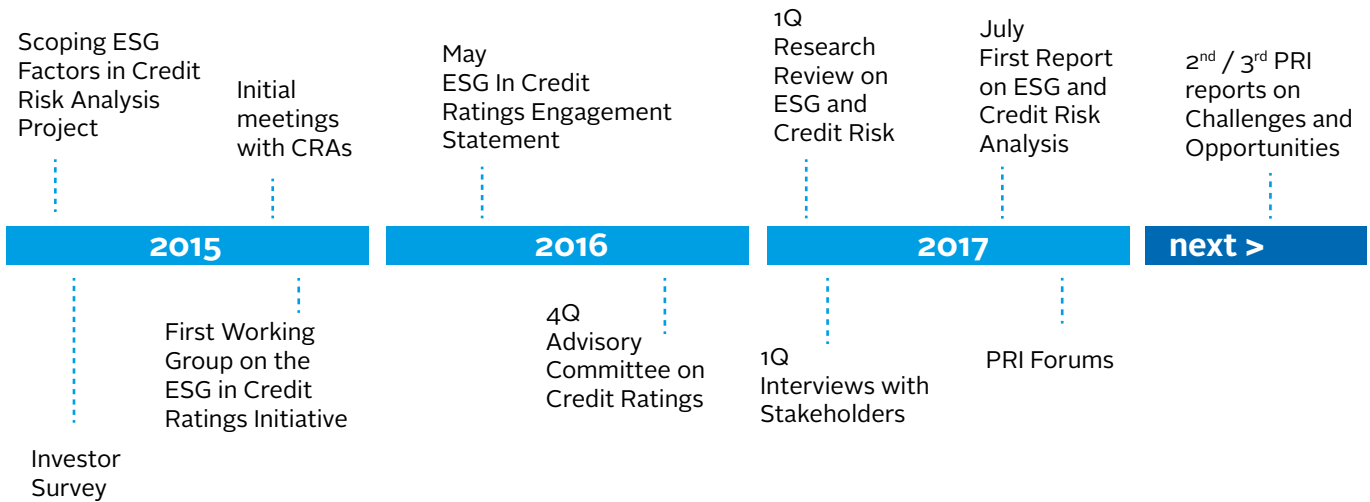 Scoping ESG
Factors in Credit
Risk Analysis
Project
Initial
meetings
with CRAs
May
ESG In Credit
Ratings Engagement
Statement
1Q
Research
Review on
ESG and
Credit Risk
July
First Report
on ESG and
Credit Risk
Analysis
2nd / 3rd PRI
reports on
Challenges and
Opportunities
2015
2016
2017
next >
Investor
Survey
First Working
Group on the
ESG in Credit
Ratings Initiative
4Q
Advisory
Committee on
Credit Ratings
1Q
Interviews with
Stakeholders
PRI Forums